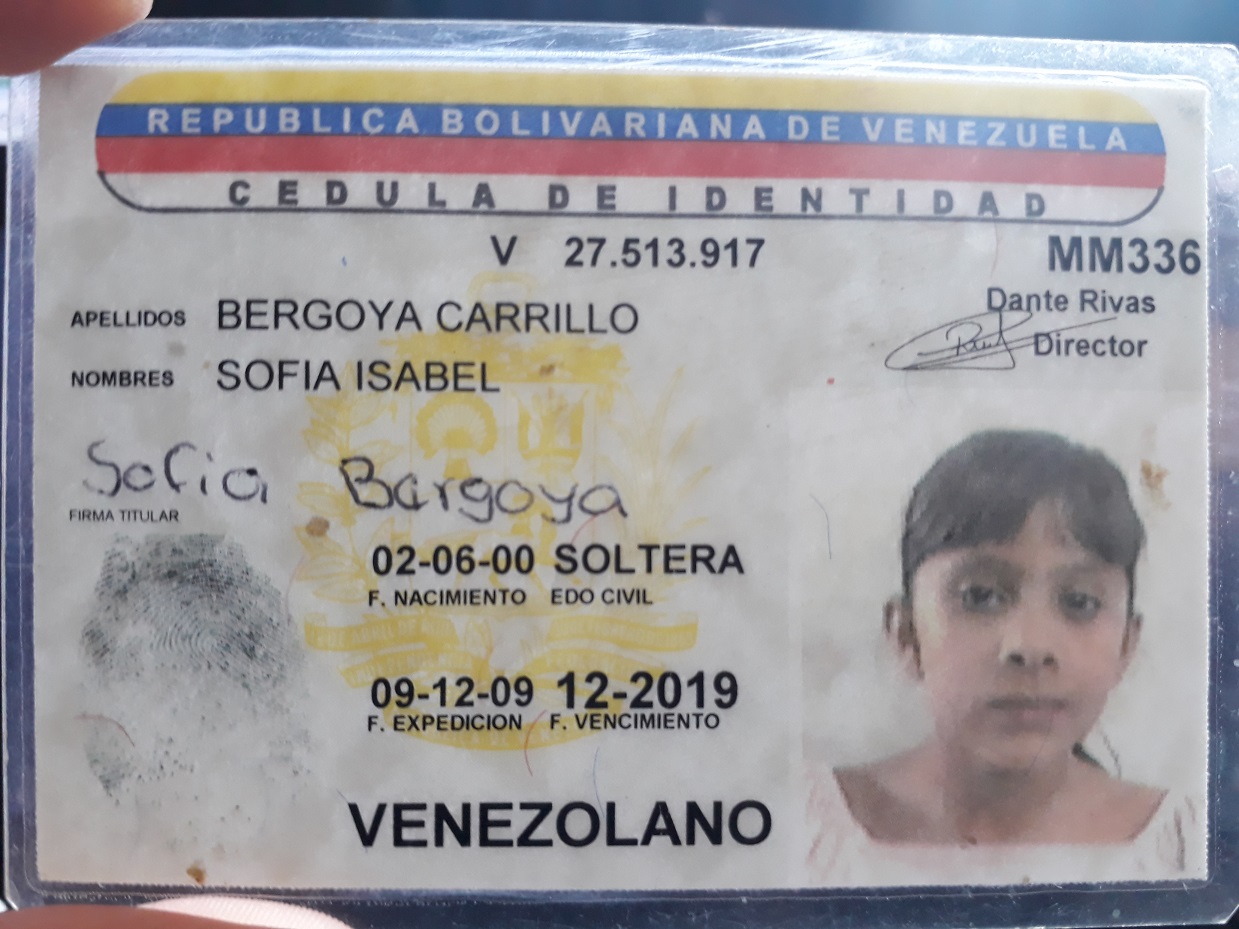 REPUBLICA BOLIVARIANA DE VENEZUELA
CEDULA DE IDENTIDAD
V 27.513.917 MM336
Dante Rivas
Director
APELLIDOS BERGOYA CARRILLO
NOMBRES SOFIA ISABEL
Sofia Bargoya
FIRMA TITULAR
02-06-00 SOLTERA
F. NACIMIENTO EDO CIVIL
09-12-09 12-2019
F. EXPEDICION F. VENCIMIENTO
VENEZOLANO